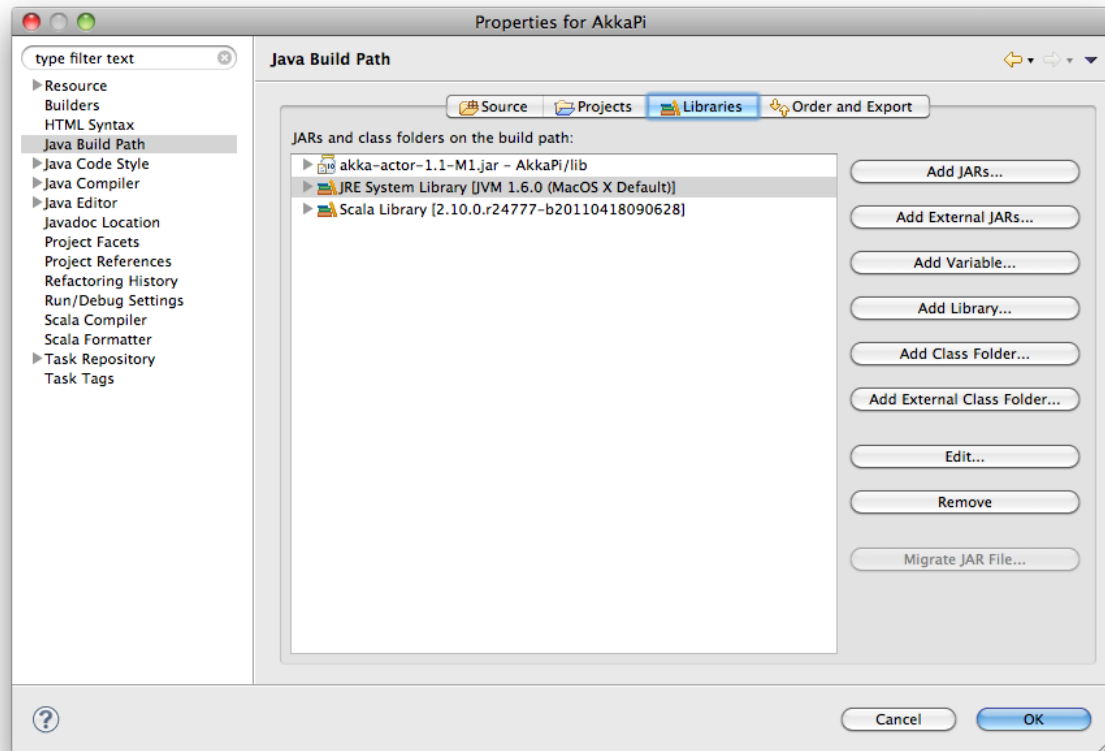 Properties for AkkaPi
type filter text
Resource
Builders
HTML Syntax
Java Build Path
Java Code Style
Java Compiler
Java Editor
Javadoc Location
Project Facets
Project References
Refactoring History
Run/Debug Settings
Scala Compiler
Scala Formatter
Task Repository
Task Tags
Java Build Path
Source Projects Libraries Order and Export
JARs and class folders on the build path:
akka-actor-1.1-M1.jar - AkkaPi/lib
JRE System Library [JVM 1.6.0 (MacOS X Default)]
Scala Library [2.10.0.r24777-b20110418090628]
Add JARs...
Add External JARs...
Add Variable...
Add Library...
Add Class Folder...
Add External Class Folder...
Edit...
Remove
Migrate JAR File...
?
Cancel OK